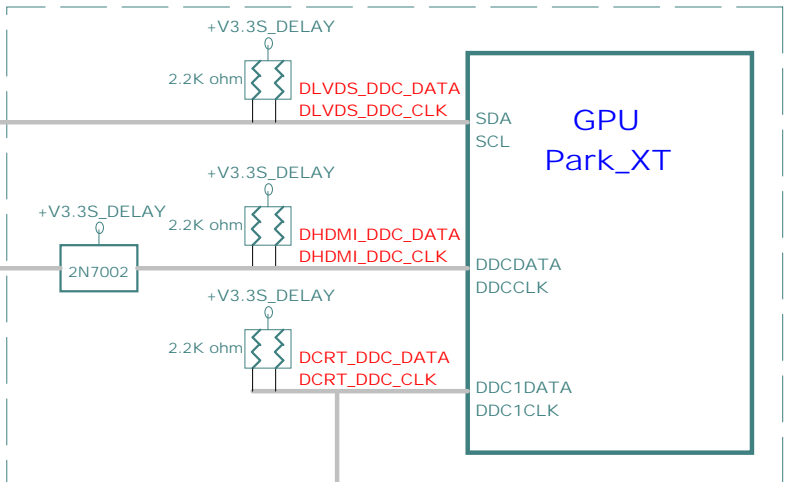 +V3.3S_DELAY
2.2K ohm
DLVDS_DDC_DATA
DLVDS_DDC_CLK
SDA
SCL
GPU
Park_XT
+V3.3S_DELAY
+V3.3S_DELAY
2.2K ohm
DHDMI_DDC_DATA
DHDMI_DDC_CLK
2N7002
DDCDATA
DDCCLK
+V3.3S_DELAY
2.2K ohm
DCRT_DDC_DATA
DCRT_DDC_CLK
DDC1DATA
DDC1CLK